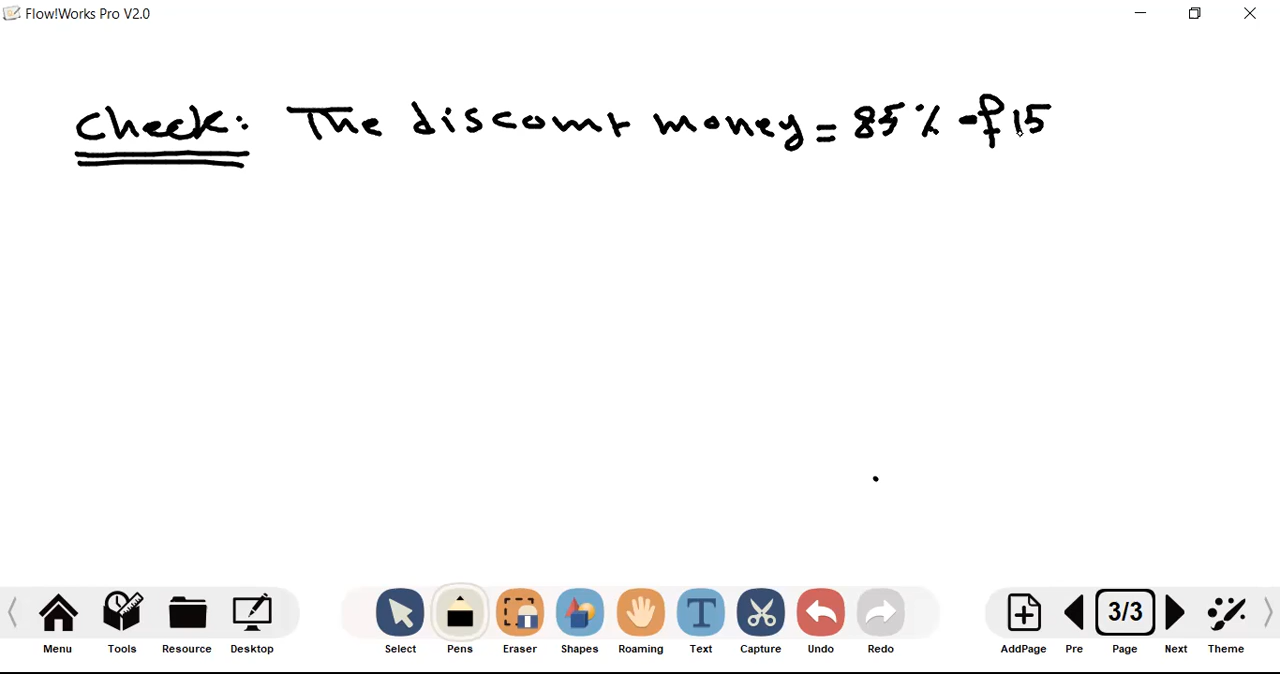 Flow!Works Pro V2.0
Check: The discount money = 85% of 15
Menu Tools Resource Desktop Select Pens Eraser Shapes Roaming Text Capture Undo Redo AddPage Pre 3/3 Page Next Theme